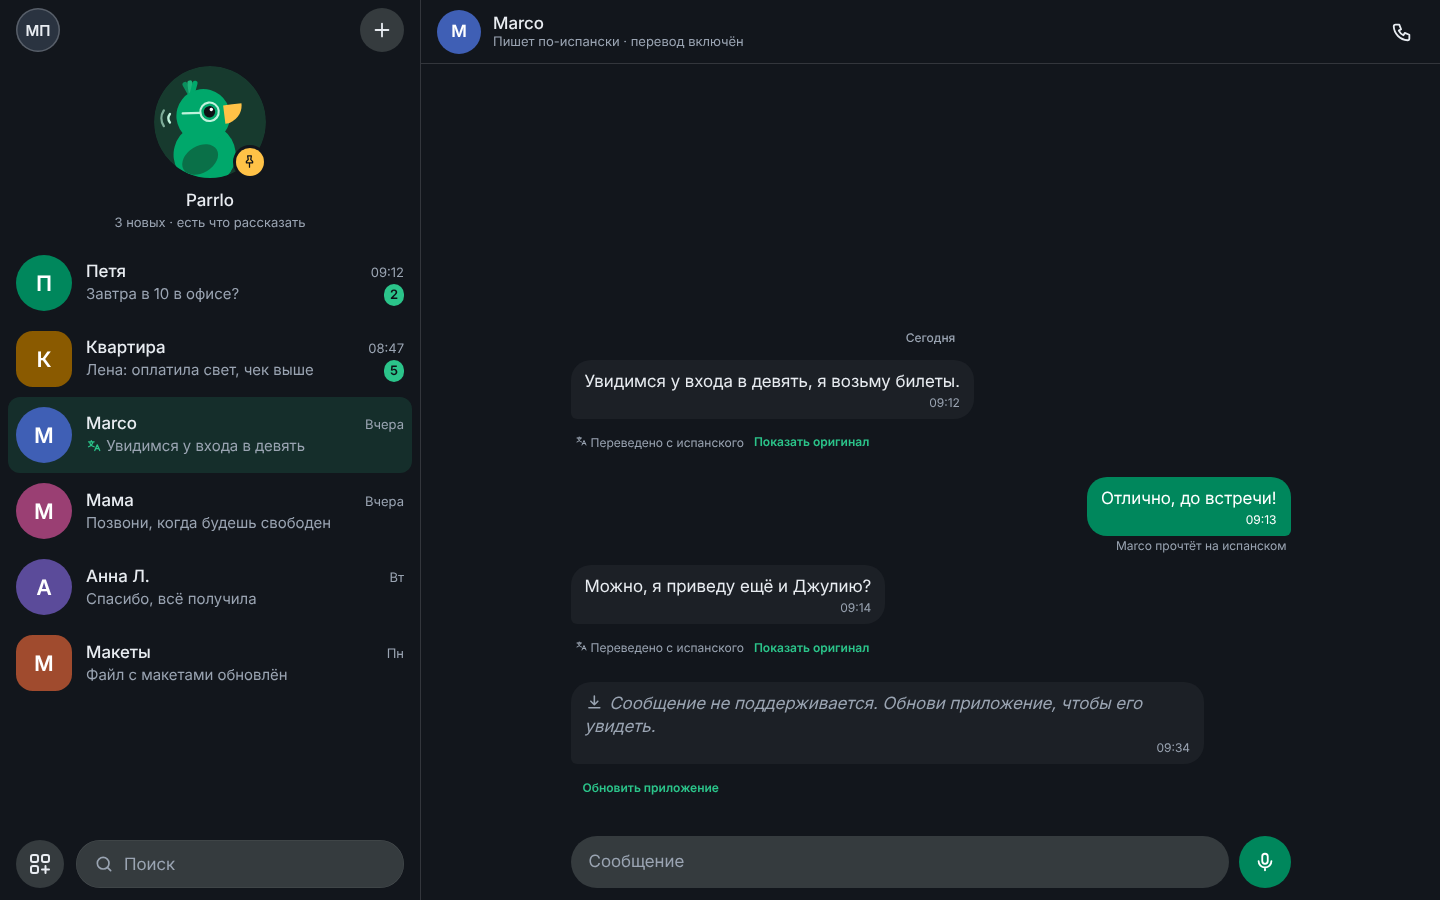 МП
Parrlo
3 новых · есть что рассказать
П
Петя
09:12
Завтра в 10 в офисе?
2
К
Квартира
08:47
Лена: оплатила свет, чек выше
5
M
Marco
Вчера
Увидимся у входа в девять
М
Мама
Вчера
Позвони, когда будешь свободен
А
Анна Л.
Вт
Спасибо, всё получила
М
Макеты
Пн
Файл с макетами обновлён
Поиск
M
Marco
Пишет по-испански · перевод включён
Сегодня
Увидимся у входа в девять, я возьму билеты.
09:12
Переведено с испанского Показать оригинал
Отлично, до встречи!
09:13
Marco прочтёт на испанском
Можно, я приведу ещё и Джулию?
09:14
Переведено с испанского Показать оригинал
Сообщение не поддерживается. Обнови приложение, чтобы его
увидеть.
09:34
Обновить приложение
Сообщение